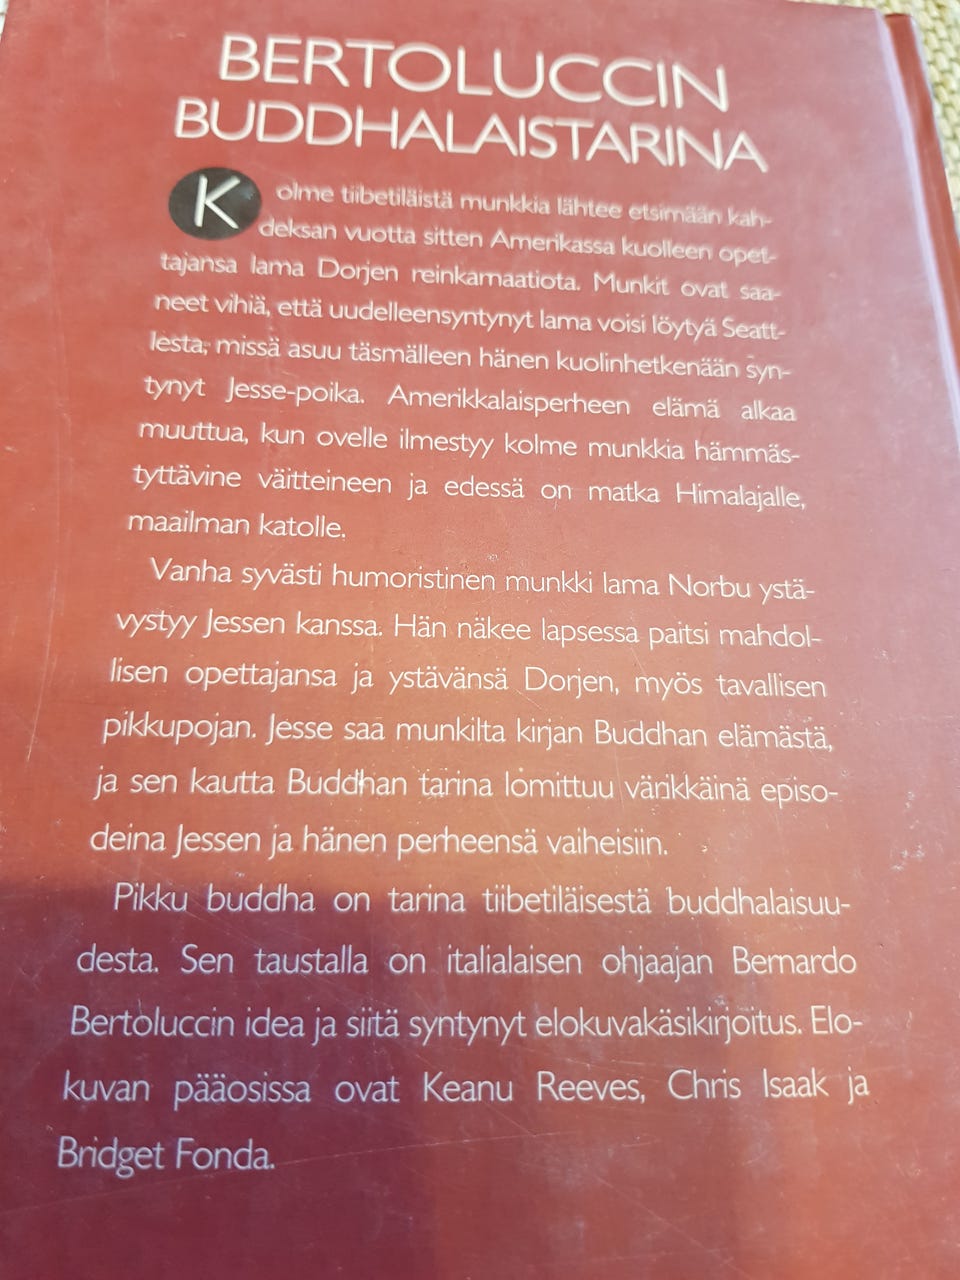 BERTOLUCCIN
BUDDHALAISTARINA
Kolme tiibetiläistä munkkia lähtee etsimään kah-
deksan vuotta sitten Amerikassa kuolleen opet-
tajansa lama Dorjen reinkarnaatiota. Munkit ovat saa-
neet vihiä, että uudelleensyntynyt lama voisi löytyä Seatt-
lesta, missä asuu täsmälleen hänen kuolinhetkenään syn-
tynyt Jesse-poika. Amerikkalaisperheen elämä alkaa
muuttua, kun ovelle ilmestyy kolme munkkia hämmäs-
tyttävine väitteineen ja edessä on matka Himalajalle,
maailman katolle.
Vanha syvästi humoristinen munkki lama Norbu ystä-
vystyy Jessen kanssa. Hän näkee lapsessa paitsi mahdol-
lisen opettajansa ja ystävänsä Dorjen, myös tavallisen
pikkupojan. Jesse saa munkilta kirjan Buddhan elämästä,
ja sen kautta Buddhan tarina lomittuu värikkäinä episo-
deina Jessen ja hänen perheensä vaiheisiin.
Pikku buddha on tarina tiibetiläisestä buddhalaisuu-
desta. Sen taustalla on italialaisen ohjaajan Bernardo
Bertoluccin idea ja siitä syntynyt elokuvakäsikirjoitus. Elo-
kuvan pääosissa ovat Keanu Reeves, Chris Isaak ja
Bridget Fonda.